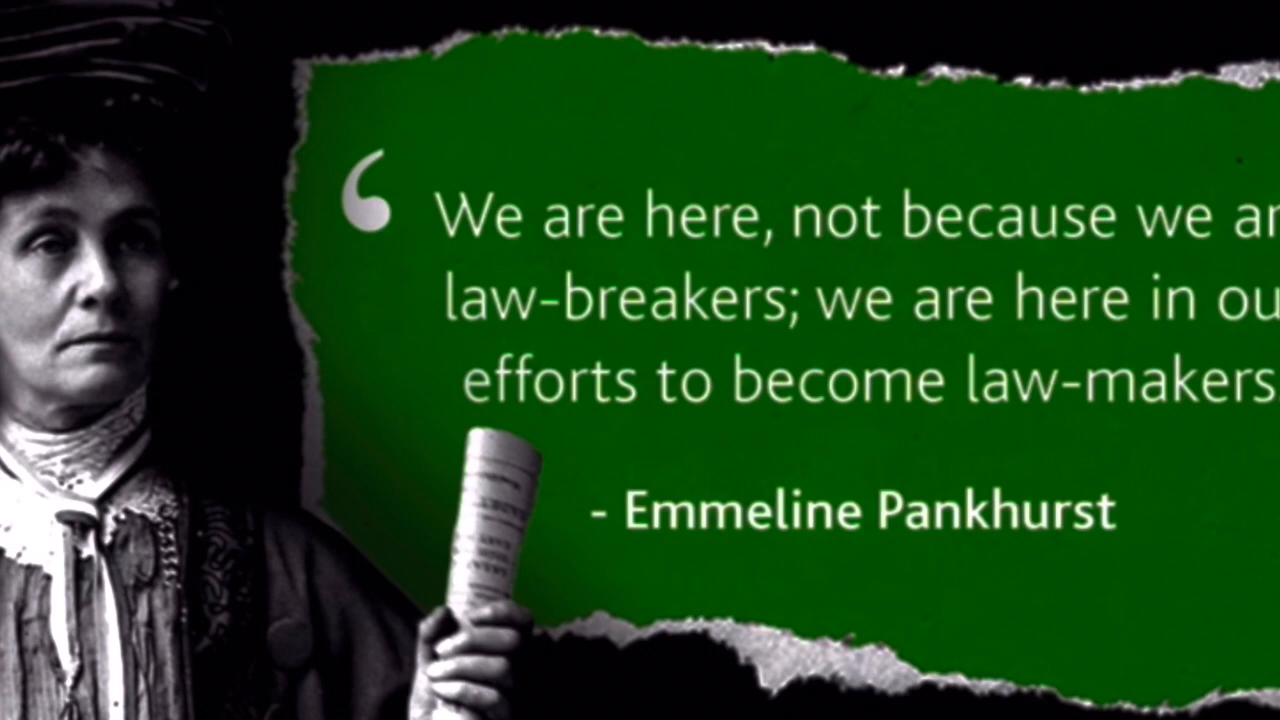 ‘
We are here, not because we ar
law-breakers; we are here in ou
efforts to become law-makers.
- Emmeline Pankhurst